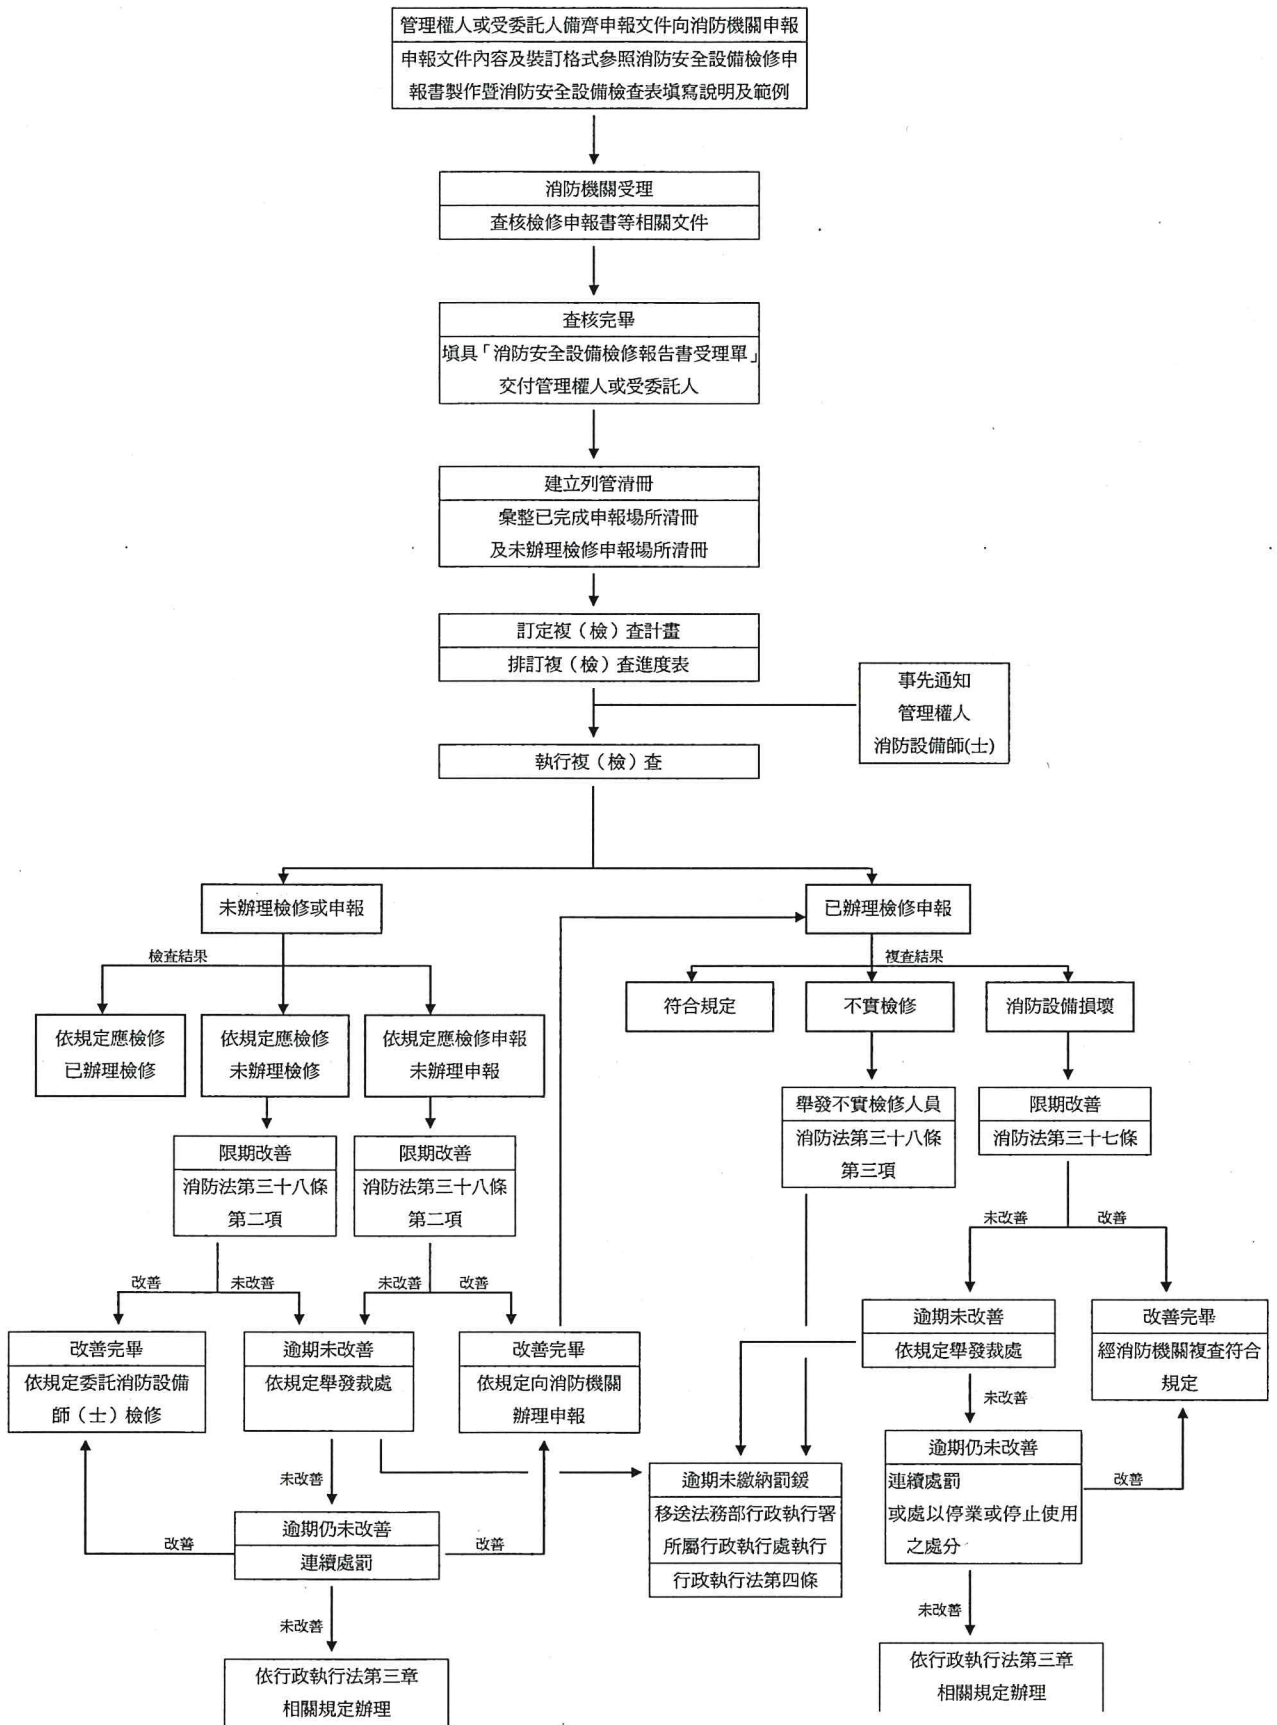 管理權人或受委託人備齊申報文件向消防機關申報
申報文件內容及裝訂格式參照消防安全設備檢修申
報書製作暨消防安全設備檢查表填寫說明及範例
消防機關受理
查核檢修申報書等相關文件
查核完畢
填具「消防安全設備檢修報告書受理單」
交付管理權人或受委託人
建立列管清冊
彙整已完成申報場所清冊
及未辦理檢修申報場所清冊
訂定複（檢）查計畫
排訂複（檢）查進度表
事先通知
管理權人
消防設備師(士)
執行複（檢）查
未辦理檢修或申報
檢查結果
依規定應檢修
已辦理檢修
依規定應檢修
未辦理檢修
依規定應檢修申報
未辦理申報
限期改善
消防法第三十八條
第二項
限期改善
消防法第三十八條
第二項
改善
未改善
未改善
改善
改善完畢
依規定委託消防設備
師（士）檢修
逾期未改善
依規定舉發裁處
改善完畢
依規定向消防機關
辦理申報
未改善
逾期仍未改善
連續處罰
改善
改善
未改善
依行政執行法第三章
相關規定辦理
已辦理檢修申報
複查結果
符合規定
不實檢修
消防設備損壞
舉發不實檢修人員
消防法第三十八條
第三項
限期改善
消防法第三十七條
未改善
改善
逾期未改善
依規定舉發裁處
改善完畢
經消防機關複查符合
規定
未改善
逾期未繳納罰鍰
移送法務部行政執行署
所屬行政執行處執行
行政執行法第四條
逾期仍未改善
連續處罰
或處以停業或停止使用
之處分
改善
未改善
依行政執行法第三章
相關規定辦理